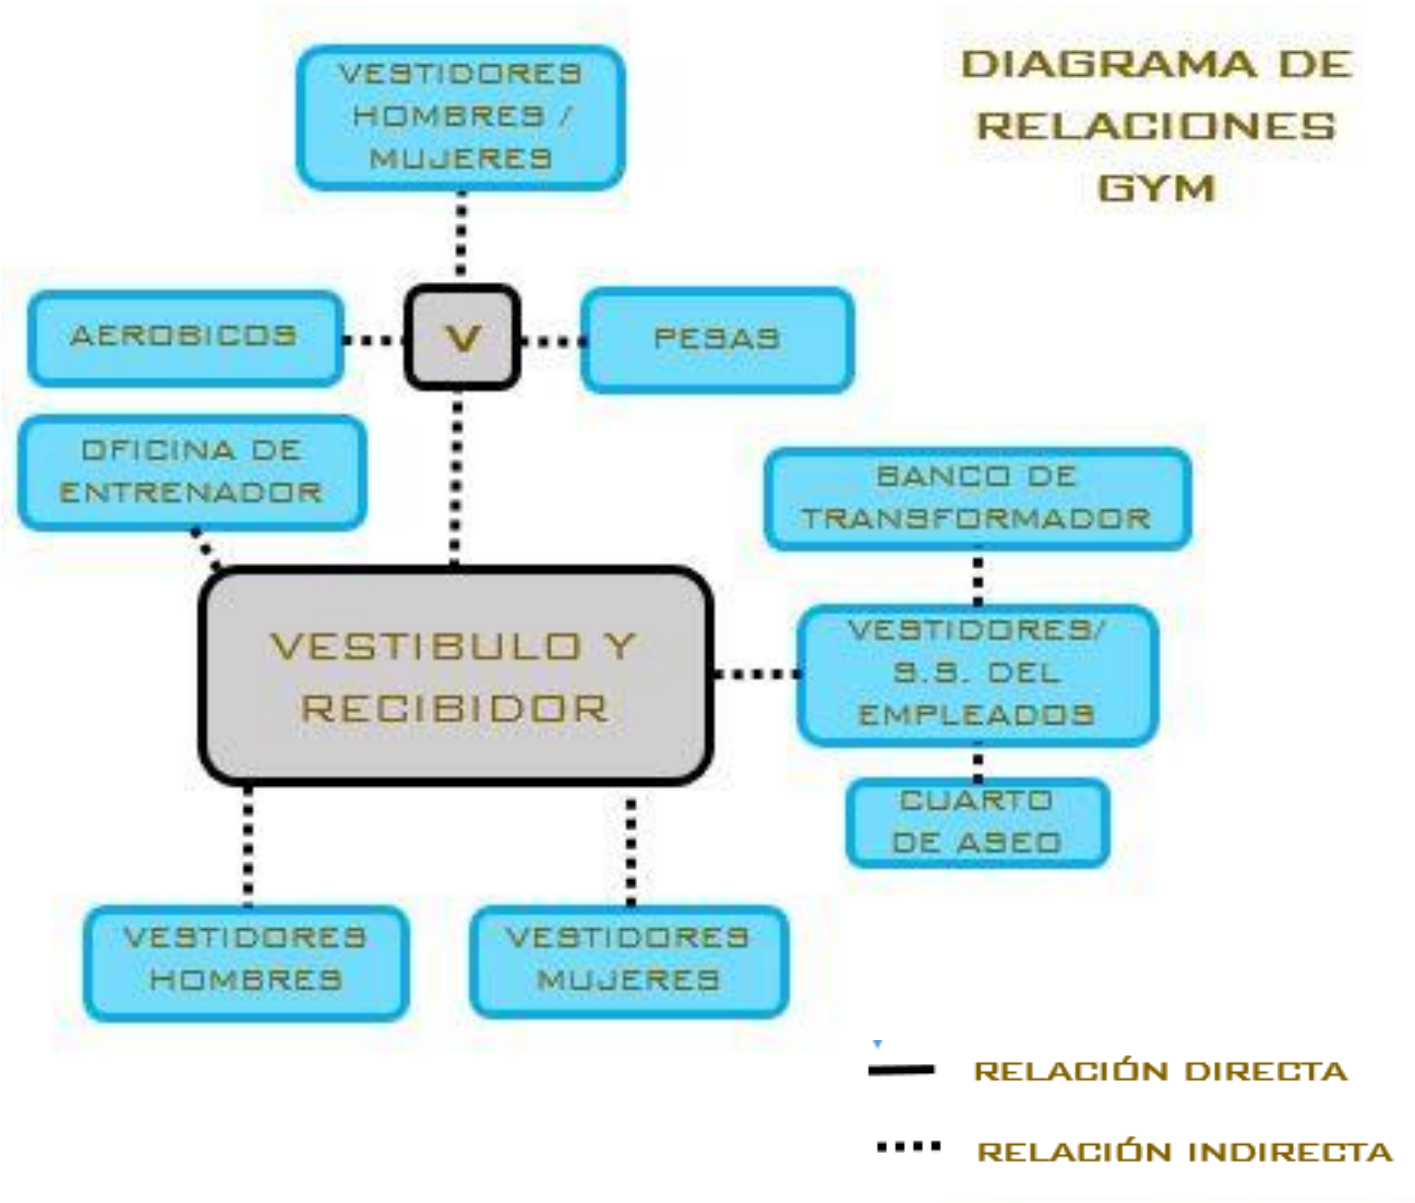 DIAGRAMA DE
RELACIONES
GYM
VESTIDORES
HOMBRES /
MUJERES
AEROBICOS
V
PESAS
OFICINA DE
ENTRENADOR
BANCO DE
TRANSFORMADOR
VESTIBULO Y
RECIBIDOR
VESTIDORES/
S.S. DEL
EMPLEADOS
CUARTO
DE ASEO
VESTIDORES
HOMBRES
VESTIDORES
MUJERES
RELACIÓN DIRECTA
RELACIÓN INDIRECTA